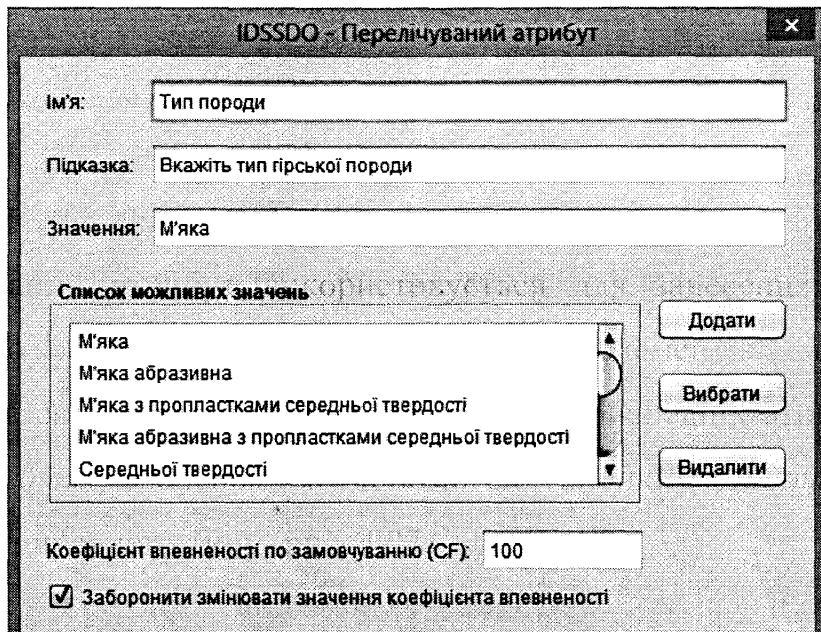 IDSSDO - Перелічуваний атрибут
Ім'я: Тип породи
Підказка: Вкажіть тип гірської породи
Значення: М'яка
Список можливих значень
М'яка
М'яка абразивна
М'яка з пропластками середньої твердості
М'яка абразивна з пропластками середньої твердості
Середньої твердості
Додати
Вибрати
Видалити
Коефіцієнт впевненості по замовчуванню (CF): 100
Заборонити змінювати значення коефіцієнта впевненості